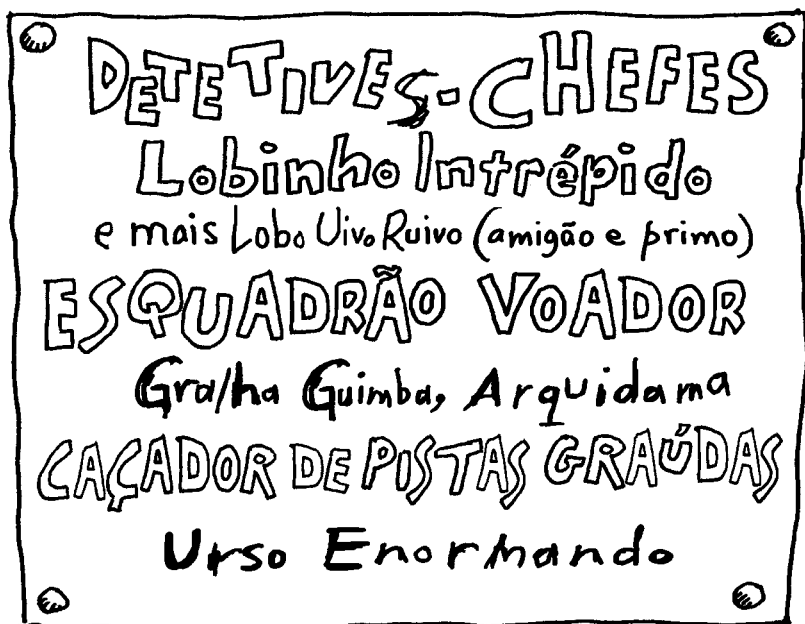 DETETIVES-CHEFES
Lobinho Intrépido
e mais Lobo Uivo Ruivo (amigão e primo)
ESQUADRÃO VOADOR
Gralha Guimba, Arquidama
CAÇADOR DE PISTAS GRAÚDAS
Urso Enormando